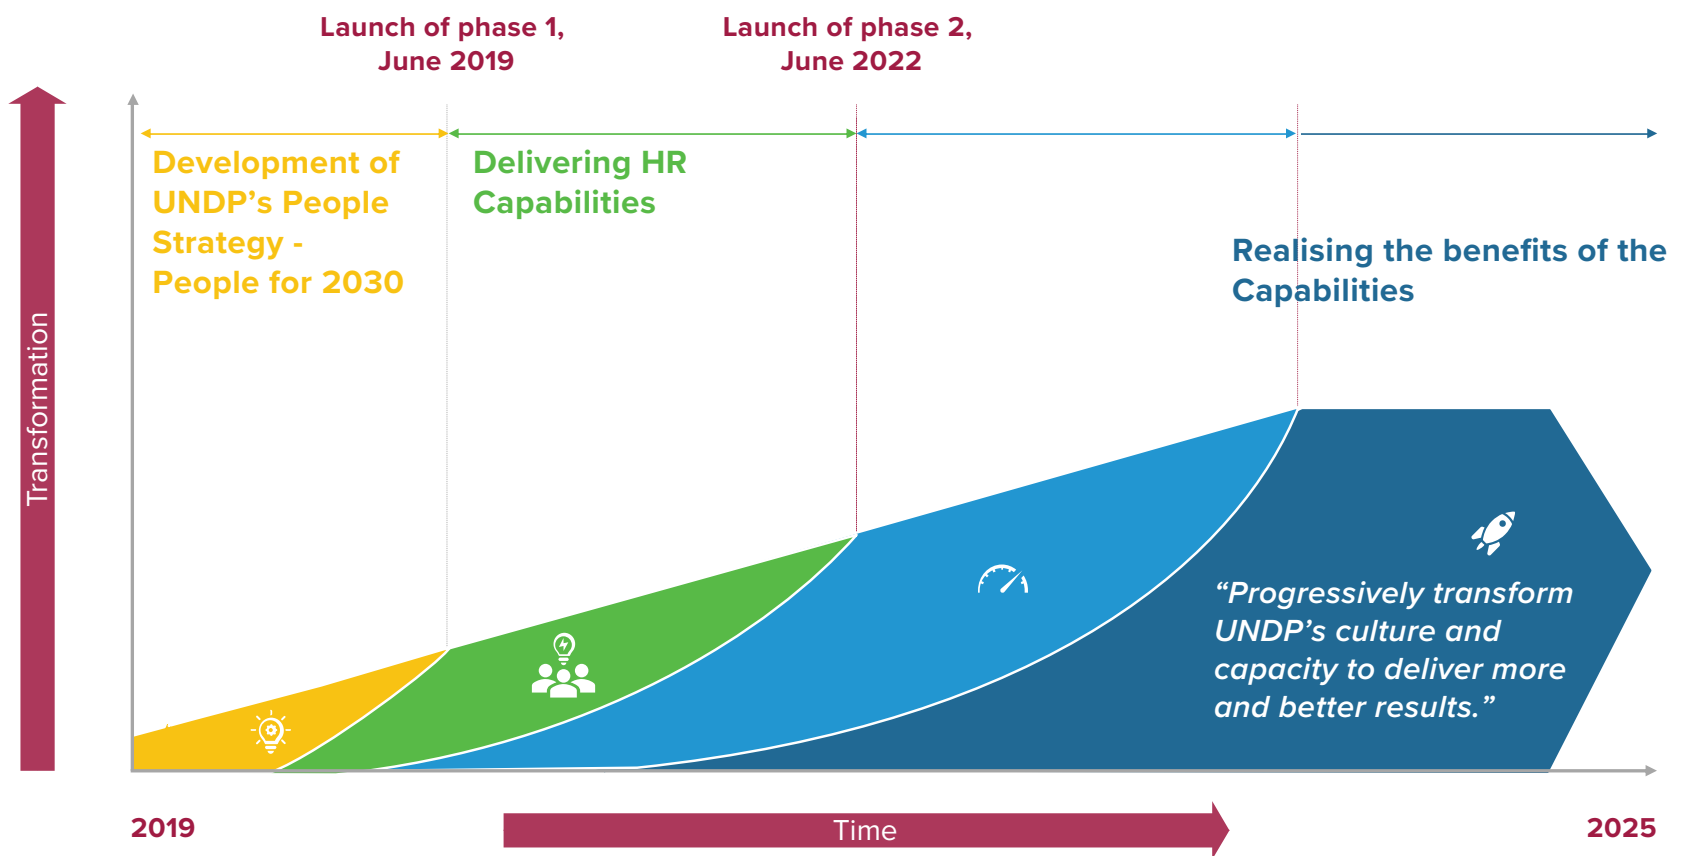 Launch of phase 1,
June 2019
Launch of phase 2,
June 2022
Development of
UNDP’s People
Strategy -
People for 2030
Delivering HR
Capabilities
Realising the benefits of the
Capabilities
Transformation
“Progressively transform
UNDP’s culture and
capacity to deliver more
and better results.”
2019
Time
2025